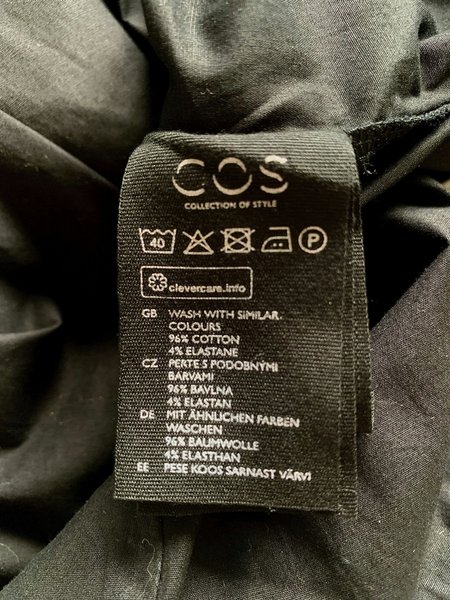 COS
COLLECTION OF STYLE
40 P
clevercare.info
GB WASH WITH SIMILAR
COLOURS
96% COTTON
4% ELASTANE
CZ PERTE S PODOBNÝMI
BARVAMI
96% BAVLNA
4% ELASTAN
DE MIT ÄHNLICHEN FARBEN
WASCHEN
96% BAUMWOLLE
4% ELASTHAN
EE PESE KOOS SARNAST VÄRVI